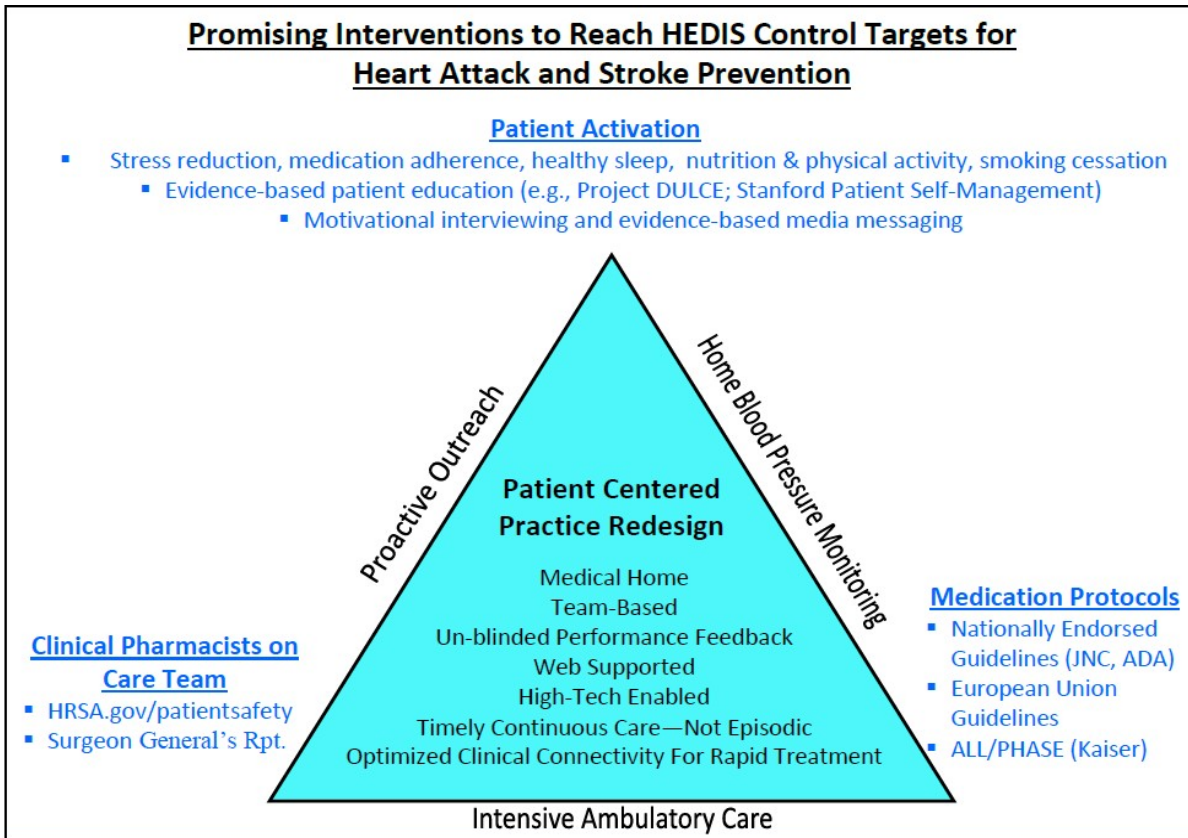 Promising Interventions to Reach HEDIS Control Targets for
Heart Attack and Stroke Prevention
Patient Activation
▪ Stress reduction, medication adherence, healthy sleep, nutrition & physical activity, smoking cessation
▪ Evidence-based patient education (e.g., Project DULCE; Stanford Patient Self-Management)
▪ Motivational interviewing and evidence-based media messaging
Proactive Outreach
Home Blood Pressure Monitoring
Patient Centered
Practice Redesign
Medical Home
Team-Based
Un-blinded Performance Feedback
Web Supported
High-Tech Enabled
Timely Continuous Care—Not Episodic
Optimized Clinical Connectivity For Rapid Treatment
Clinical Pharmacists on
Care Team
▪ HRSA.gov/patientsafety
▪ Surgeon General's Rpt.
Medication Protocols
▪ Nationally Endorsed
Guidelines (JNC, ADA)
▪ European Union
Guidelines
▪ ALL/PHASE (Kaiser)
Intensive Ambulatory Care